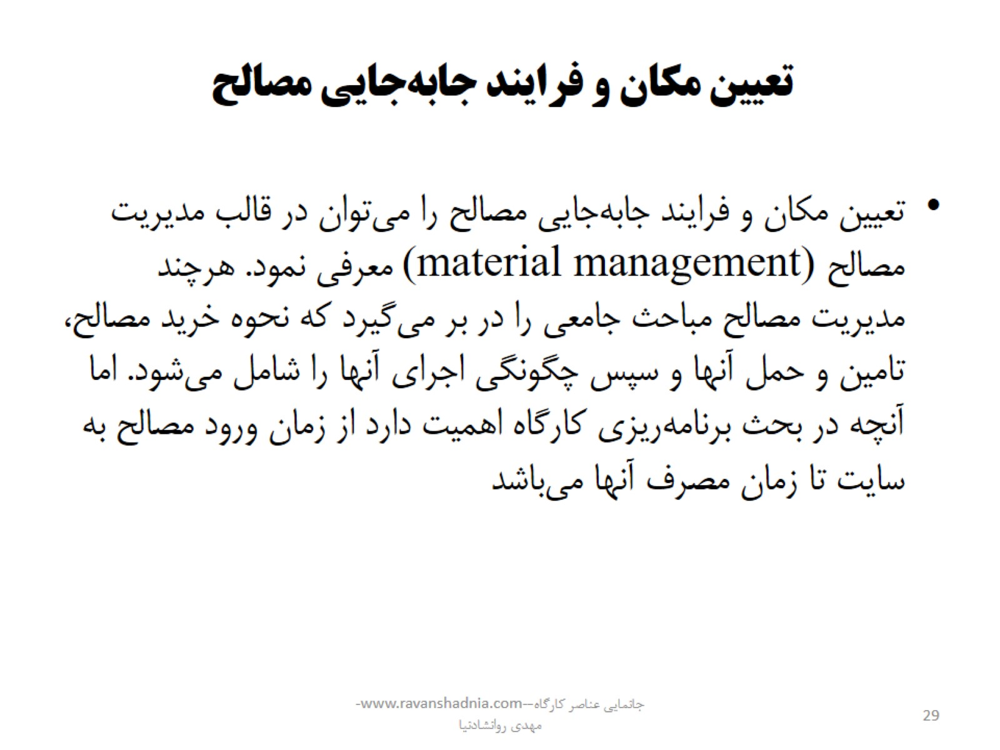 تعیین مکان و فرایند جابه‌جایی مصالح
• تعیین مکان و فرایند جابه‌جایی مصالح را می‌توان در قالب مدیریت
مصالح (material management) معرفی نمود. هرچند
مدیریت مصالح مباحث جامعی را در بر می‌گیرد که نحوه خرید مصالح،
تامین و حمل آنها و سپس چگونگی اجرای آنها را شامل می‌شود. اما
آنچه در بحث برنامه‌ریزی کارگاه اهمیت دارد از زمان ورود مصالح به
سایت تا زمان مصرف آنها می‌باشد
جانمایی عناصر کارگاه--www.ravanshadnia.com-
مهدی روانشادنیا
29